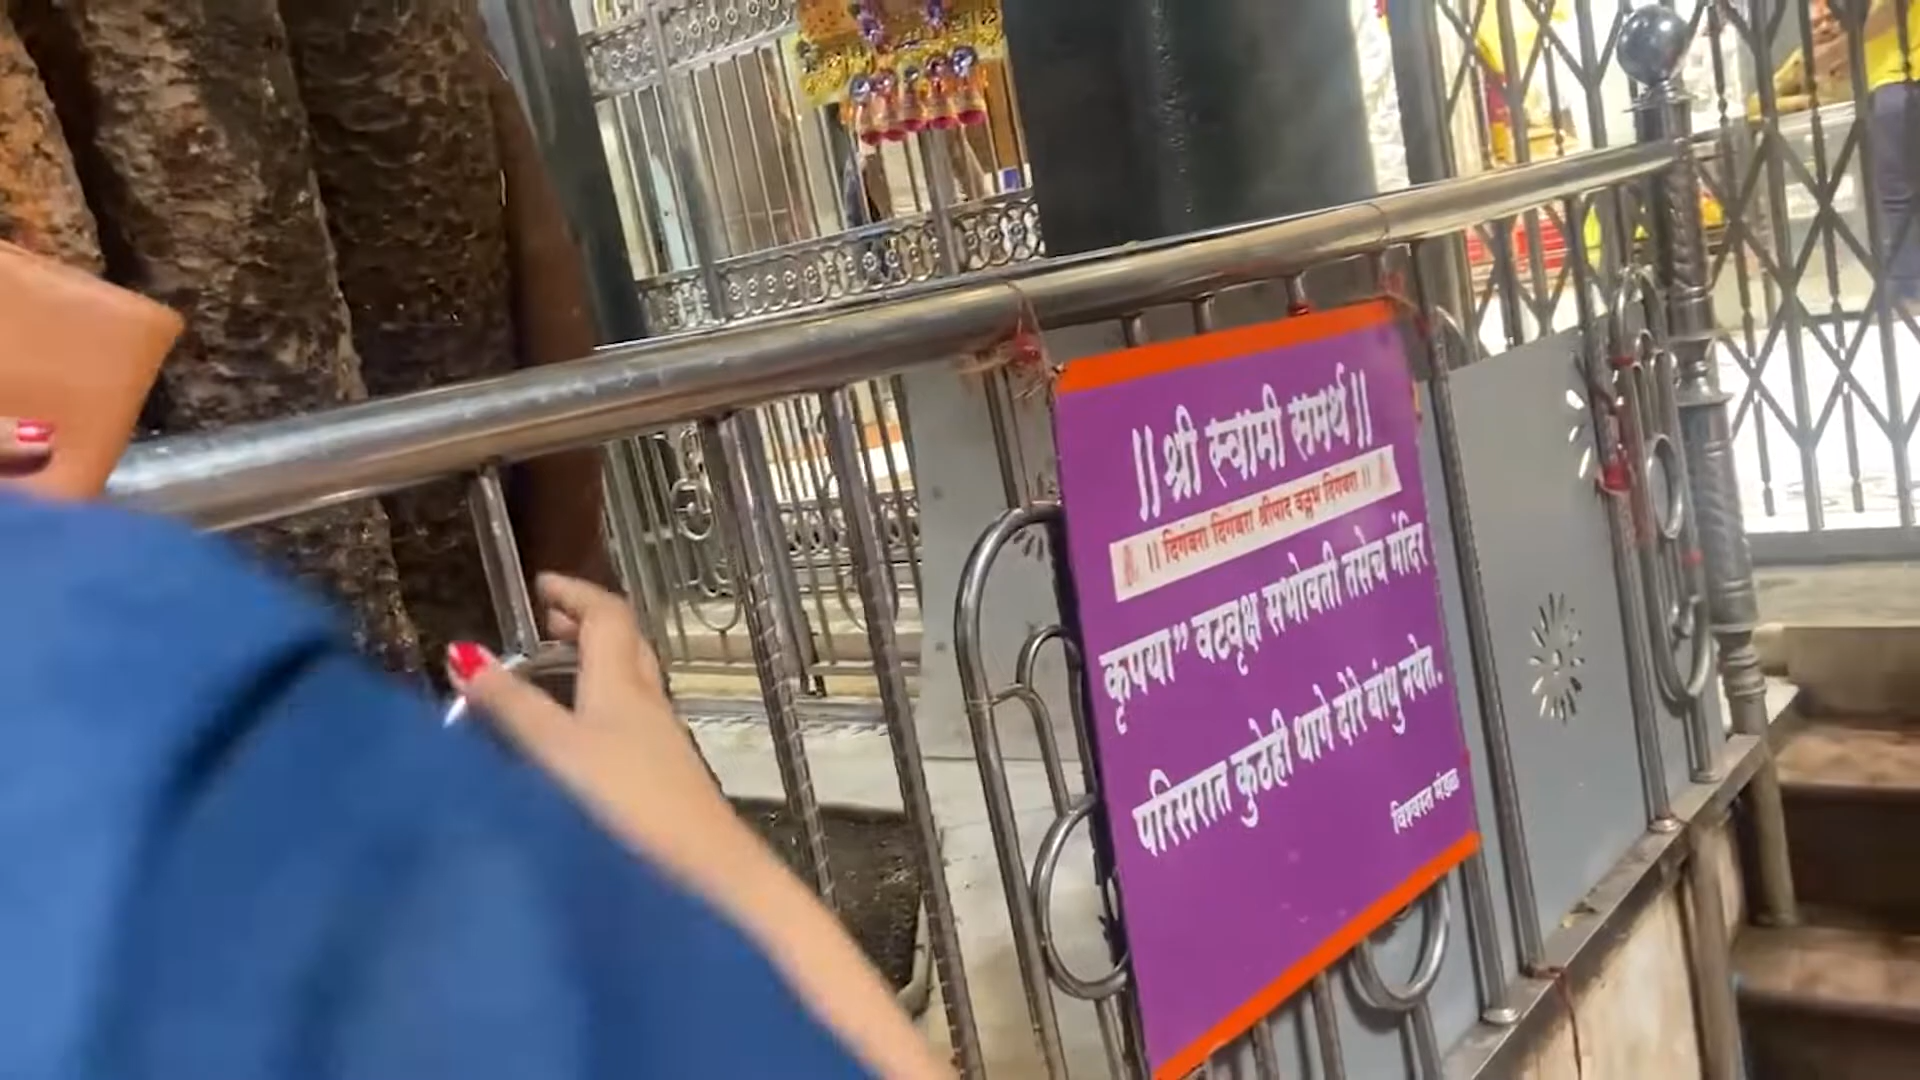 || श्री स्वामी समर्थ ||
|| दिगंबरा दिगंबरा श्रीपाद वल्लभ दिगंबरा ||
कृपया” वटवृक्ष सभोवती तसेच मंदिर
परिसरात कुठेही धागे दोरे बांधु नयेत.
विश्वस्त मंडळ